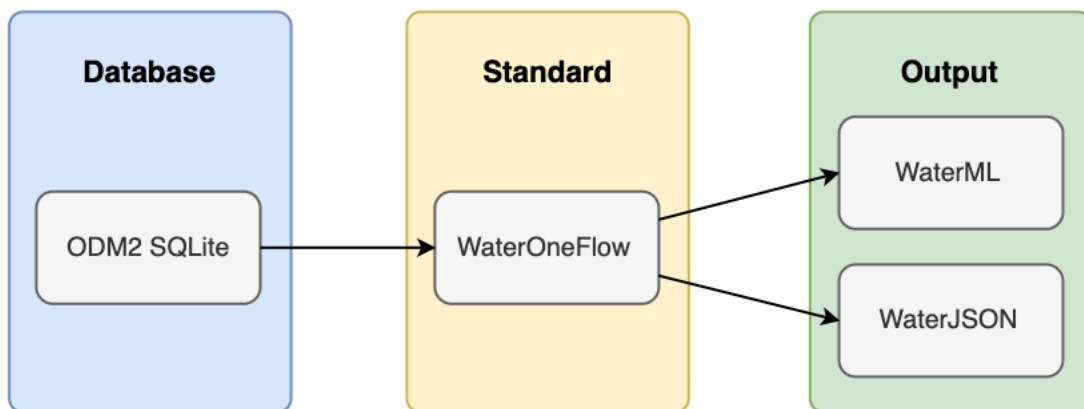 Database
Standard
Output
ODM2 SQLite
WaterOneFlow
WaterML
WaterJSON